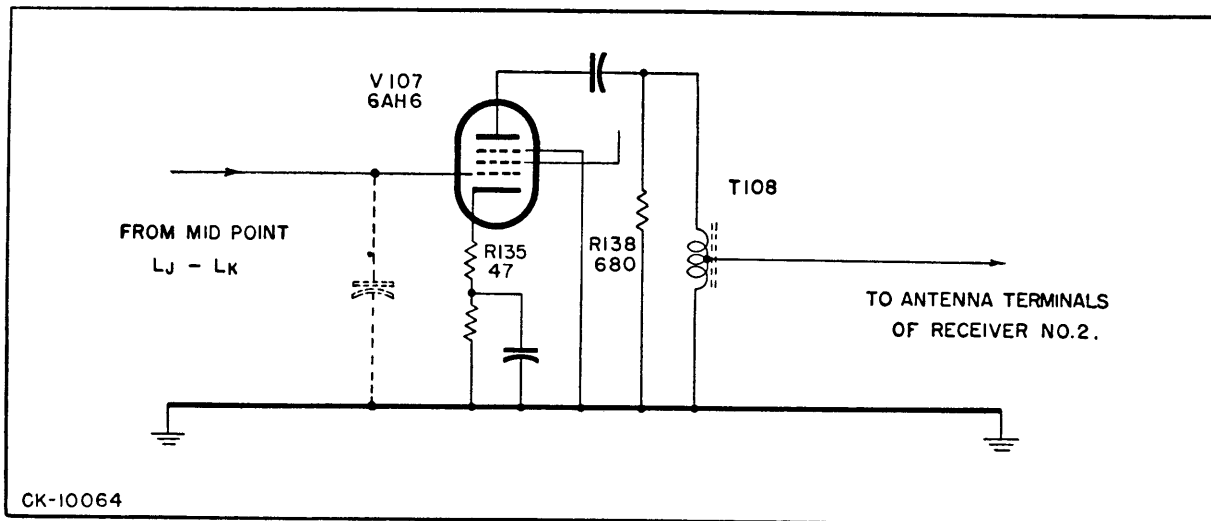 V107
6AH6
T108
FROM MID POINT
LJ - LK
R135
47
R138
680
TO ANTENNA TERMINALS
OF RECEIVER NO.2.
CK-10064